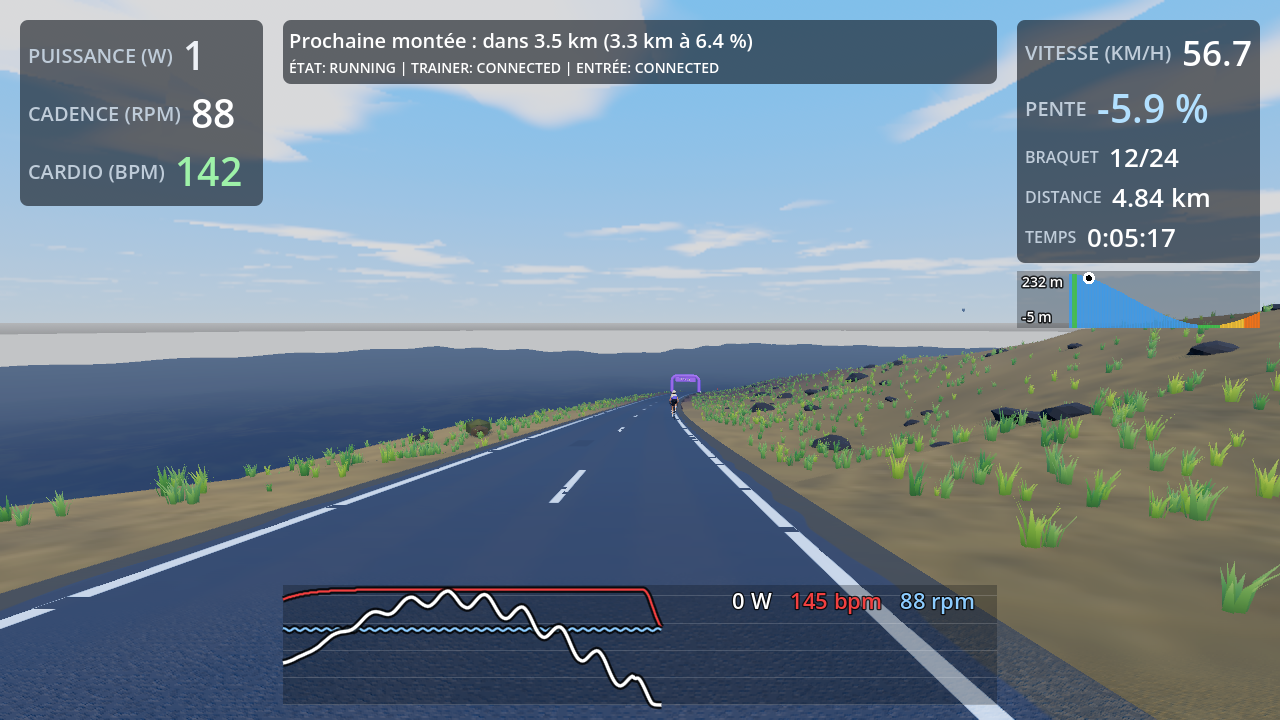 PUISSANCE (W) 1
CADENCE (RPM) 88
CARDIO (BPM) 142
Prochaine montée : dans 3.5 km (3.3 km à 6.4 %)
ÉTAT: RUNNING | TRAINER: CONNECTED | ENTRÉE: CONNECTED
VITESSE (KM/H) 56.7
PENTE -5.9 %
BRAQUET 12/24
DISTANCE 4.84 km
TEMPS 0:05:17
232 m
-5 m
0 W 145 bpm 88 rpm